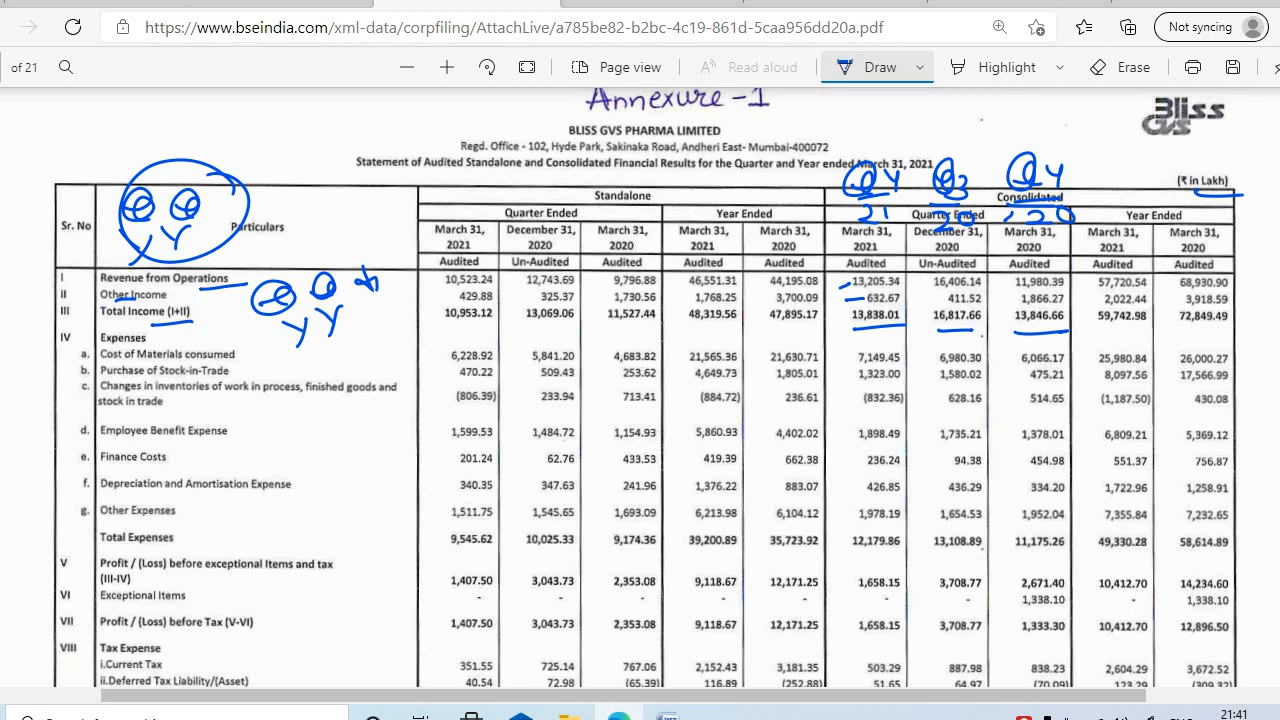 https://www.bseindia.com/xml-data/corpfiling/AttachLive/a785be82-b2bc-4c19-861d-5caa956dd20a.pdf
Not syncing
of 21
Page view
Read aloud
Draw
Highlight
Erase
Annexure -1
Bliss
GVS
BLISS GVS PHARMA LIMITED
Regd. Office - 102, Hyde Park, Sakinaka Road, Andheri East- Mumbai-400072
Statement of Audited Standalone and Consolidated Financial Results for the Quarter and Year ended March 31, 2021
(₹ in Lakh)
Q4 Q3 Q4
21 20
Sr. No Particulars Standalone Consolidated
Quarter Ended Year Ended Quarter Ended Year Ended
March 31, 2021 December 31, 2020 March 31, 2020 March 31, 2021 March 31, 2020 March 31, 2021 December 31, 2020 March 31, 2020 March 31, 2021 March 31, 2020
Audited Un-Audited Audited Audited Audited Audited Un-Audited Audited Audited Audited
I Revenue from Operations 10,523.24 12,743.69 9,796.88 46,551.31 44,195.08 13,205.34 16,406.14 11,980.39 57,720.54 68,930.90
II Other Income 429.88 325.37 1,730.56 1,768.25 3,700.09 632.67 411.52 1,866.27 2,022.44 3,918.59
III Total Income (I+II) 10,953.12 13,069.06 11,527.44 48,319.56 47,895.17 13,838.01 16,817.66 13,846.66 59,742.98 72,849.49
IV Expenses
a. Cost of Materials consumed 6,228.92 5,841.20 4,683.82 21,565.36 21,630.71 7,149.45 6,980.30 6,066.17 25,980.84 26,000.27
b. Purchase of Stock-in-Trade 470.22 509.43 253.62 4,649.73 1,805.01 1,323.00 1,580.02 475.21 8,097.56 17,566.99
c. Changes in inventories of work in process, finished goods and
stock in trade (806.39) 233.94 713.41 (884.72) 236.61 (832.36) 628.16 514.65 (1,187.50) 430.08
d. Employee Benefit Expense 1,599.53 1,484.72 1,154.93 5,860.93 4,402.02 1,898.49 1,735.21 1,378.01 6,809.21 5,369.12
e. Finance Costs 201.24 62.76 433.53 419.39 662.38 236.24 94.38 454.98 551.37 756.87
f. Depreciation and Amortisation Expense 340.35 347.63 241.96 1,376.22 883.07 426.85 436.29 334.20 1,722.96 1,258.91
g. Other Expenses 1,511.75 1,545.65 1,693.09 6,213.98 6,104.12 1,978.19 1,654.53 1,952.04 7,355.84 7,232.65
Total Expenses 9,545.62 10,025.33 9,174.36 39,200.89 35,723.92 12,179.86 13,108.89 11,175.26 49,330.28 58,614.89
V Profit / (Loss) before exceptional Items and tax
(III-IV) 1,407.50 3,043.73 2,353.08 9,118.67 12,171.25 1,658.15 3,708.77 2,671.40 10,412.70 14,234.60
VI Exceptional Items - - - - - - - 1,338.10 - 1,338.10
VII Profit / (Loss) before Tax (V-VI) 1,407.50 3,043.73 2,353.08 9,118.67 12,171.25 1,658.15 3,708.77 1,333.30 10,412.70 12,896.50
VIII Tax Expense
i.Current Tax 351.55 725.14 767.06 2,152.43 3,181.35 503.29 887.98 838.23 2,604.29 3,672.52
ii.Deferred Tax Liability/(Asset) 40.54 72.98 (65.39) 116.89 (252.88) 51.65 64.97 (70.09) 123.29 (309.32)
21:41